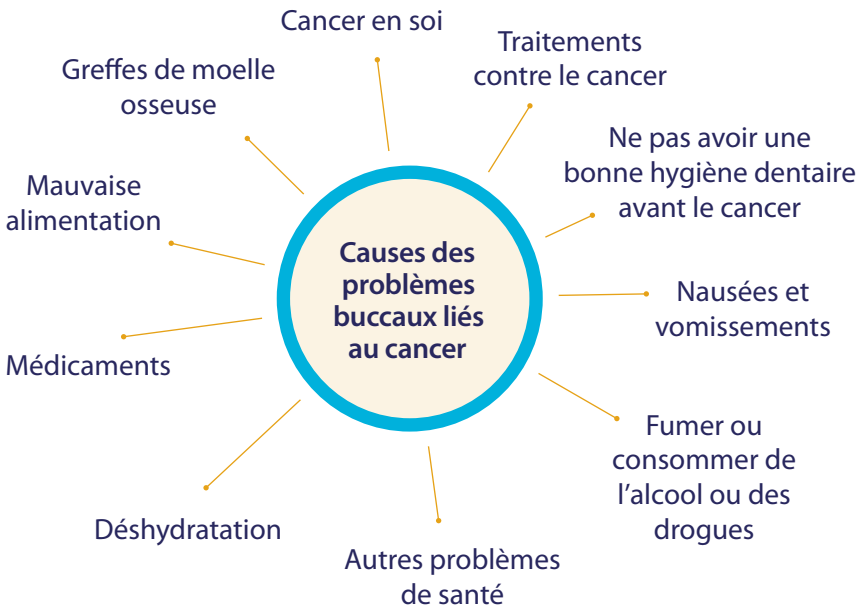 Cancer en soi
Traitements
contre le cancer
Ne pas avoir une
bonne hygiène dentaire
avant le cancer
Nausées et
vomissements
Fumer ou
consommer de
l'alcool ou des
drogues
Autres problèmes
de santé
Déshydratation
Médicaments
Mauvaise
alimentation
Greffes de moelle
osseuse
Causes des
problèmes
buccaux liés
au cancer